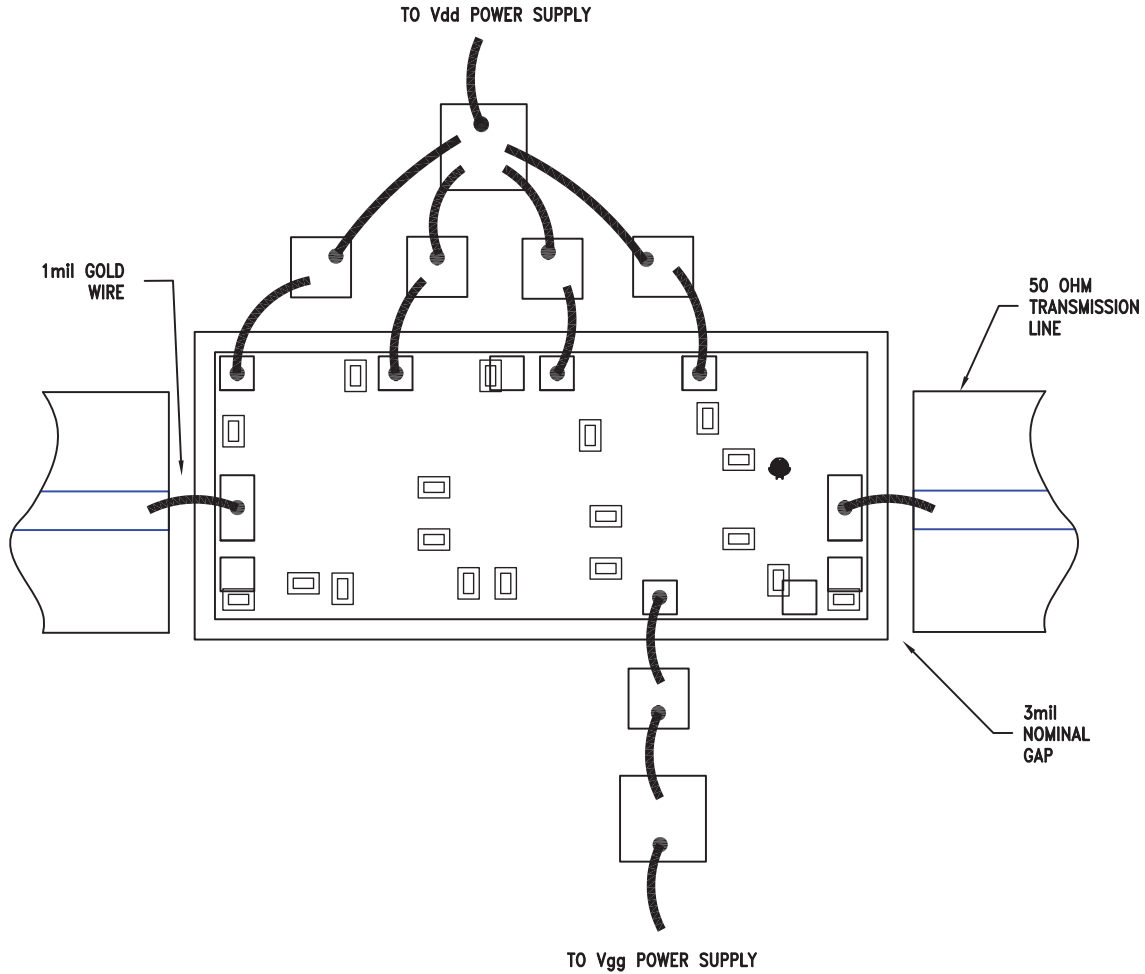 TO Vdd POWER SUPPLY
1mil GOLD
WIRE
50 OHM
TRANSMISSION
LINE
3mil
NOMINAL
GAP
TO Vgg POWER SUPPLY